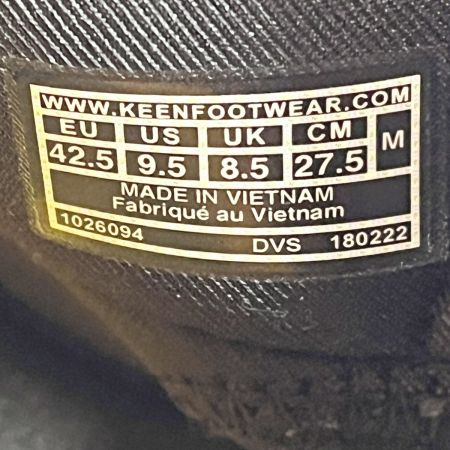 WWW.KEENFOOTWEAR.COM
EU US UK CM M
42.5 9.5 8.5 27.5
MADE IN VIETNAM
Fabriqué au Vietnam
1026094 DVS 180222